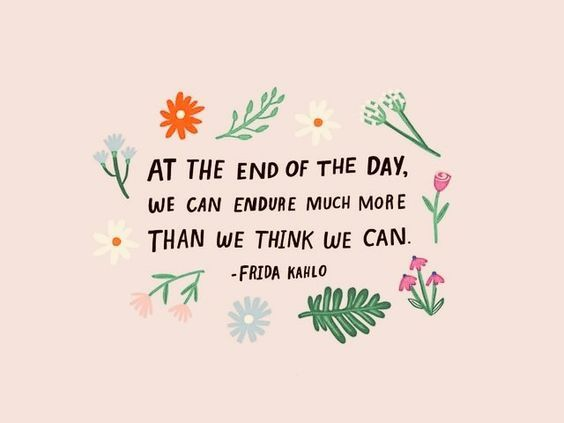 AT THE END OF THE DAY,
WE CAN ENDURE MUCH MORE
THAN WE THINK WE CAN.
-FRIDA KAHLO